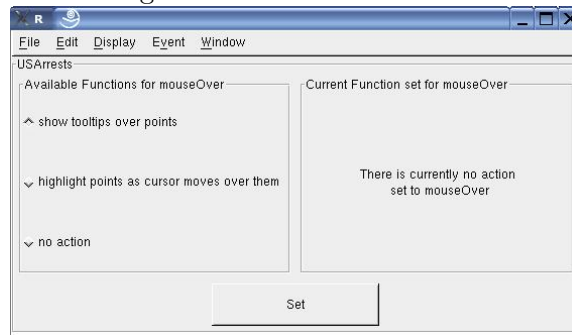 R
File Edit Display Event Window
USArrests
Available Functions for mouseOver
Current Function set for mouseOver
show tooltips over points
highlight points as cursor moves over them
no action
There is currently no action
set to mouseOver
Set